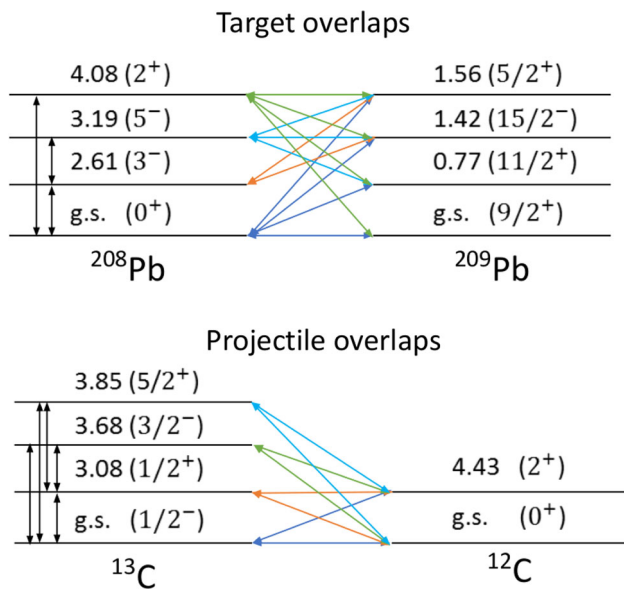 Target overlaps
4.08 (2⁺) 1.56 (5/2⁺)
3.19 (5⁻) 1.42 (15/2⁻)
2.61 (3⁻) 0.77 (11/2⁺)
g.s. (0⁺) g.s. (9/2⁺)
²⁰⁸Pb ²⁰⁹Pb
Projectile overlaps
3.85 (5/2⁺)
3.68 (3/2⁻)
3.08 (1/2⁺) 4.43 (2⁺)
g.s. (1/2⁻) g.s. (0⁺)
¹³C ¹²C